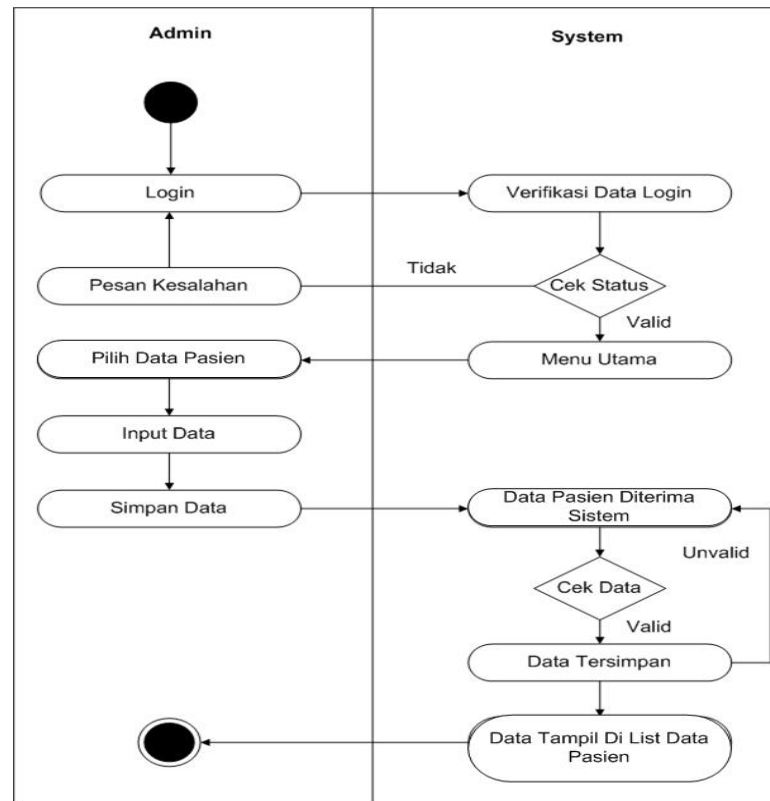 Admin
System
Login
Verifikasi Data Login
Tidak
Pesan Kesalahan
Cek Status
Valid
Pilih Data Pasien
Menu Utama
Input Data
Simpan Data
Data Pasien Diterima
Sistem
Unvalid
Cek Data
Valid
Data Tersimpan
Data Tampil Di List Data
Pasien